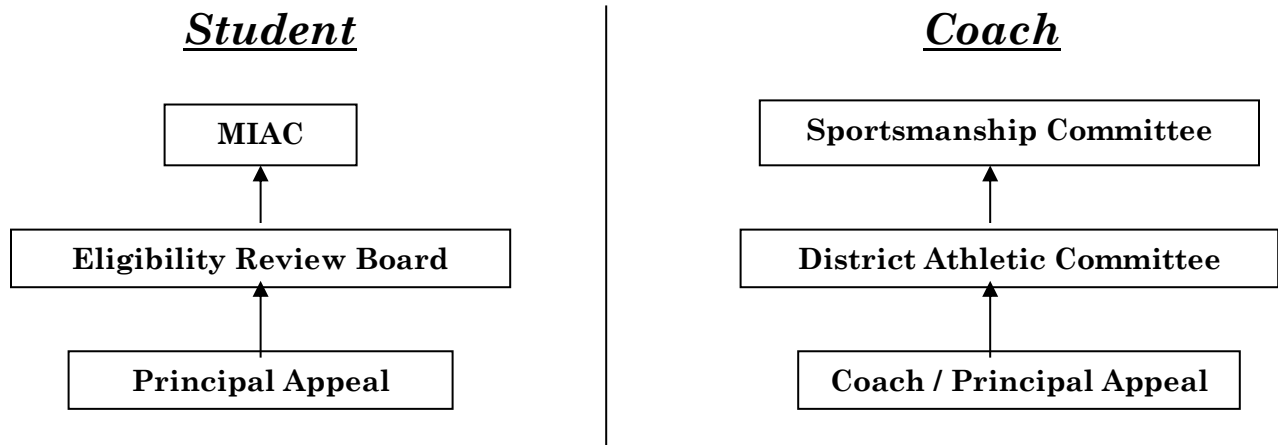 Student
MIAC
Eligibility Review Board
Principal Appeal
Coach
Sportsmanship Committee
District Athletic Committee
Coach / Principal Appeal